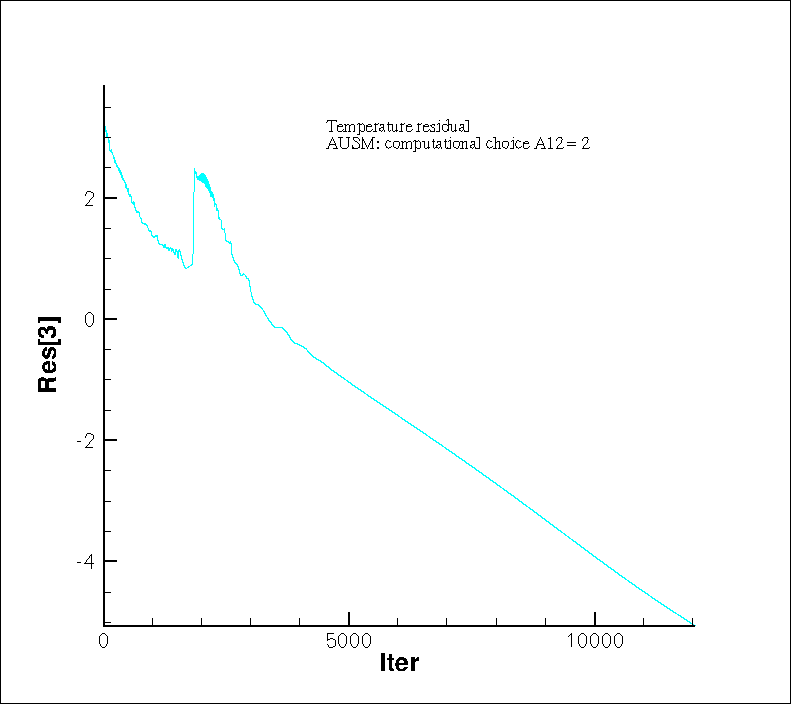 Temperature residual
AUSM: computational choice A12 = 2
2
0
-2
-4
Res[3]
0
5000
10000
Iter